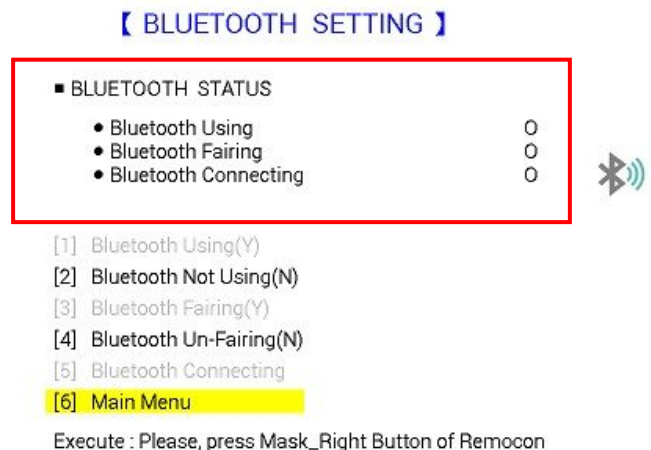 【 BLUETOOTH SETTING 】
■ BLUETOOTH STATUS
● Bluetooth Using O
● Bluetooth Fairing O
● Bluetooth Connecting O
[1] Bluetooth Using(Y)
[2] Bluetooth Not Using(N)
[3] Bluetooth Fairing(Y)
[4] Bluetooth Un-Fairing(N)
[5] Bluetooth Connecting
[6] Main Menu
Execute : Please, press Mask_Right Button of Remocon